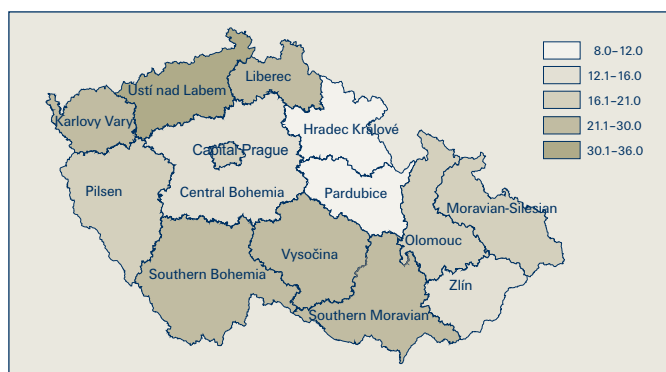 8.0–12.0
12.1–16.0
16.1–21.0
21.1–30.0
30.1–36.0
Liberec
Ústí nad Labem
Karlovy Vary
Hradec Králové
Capital Prague
Pilsen
Central Bohemia
Pardubice
Moravian-Silesian
Olomouc
Vysočina
Southern Bohemia
Zlín
Southern Moravian